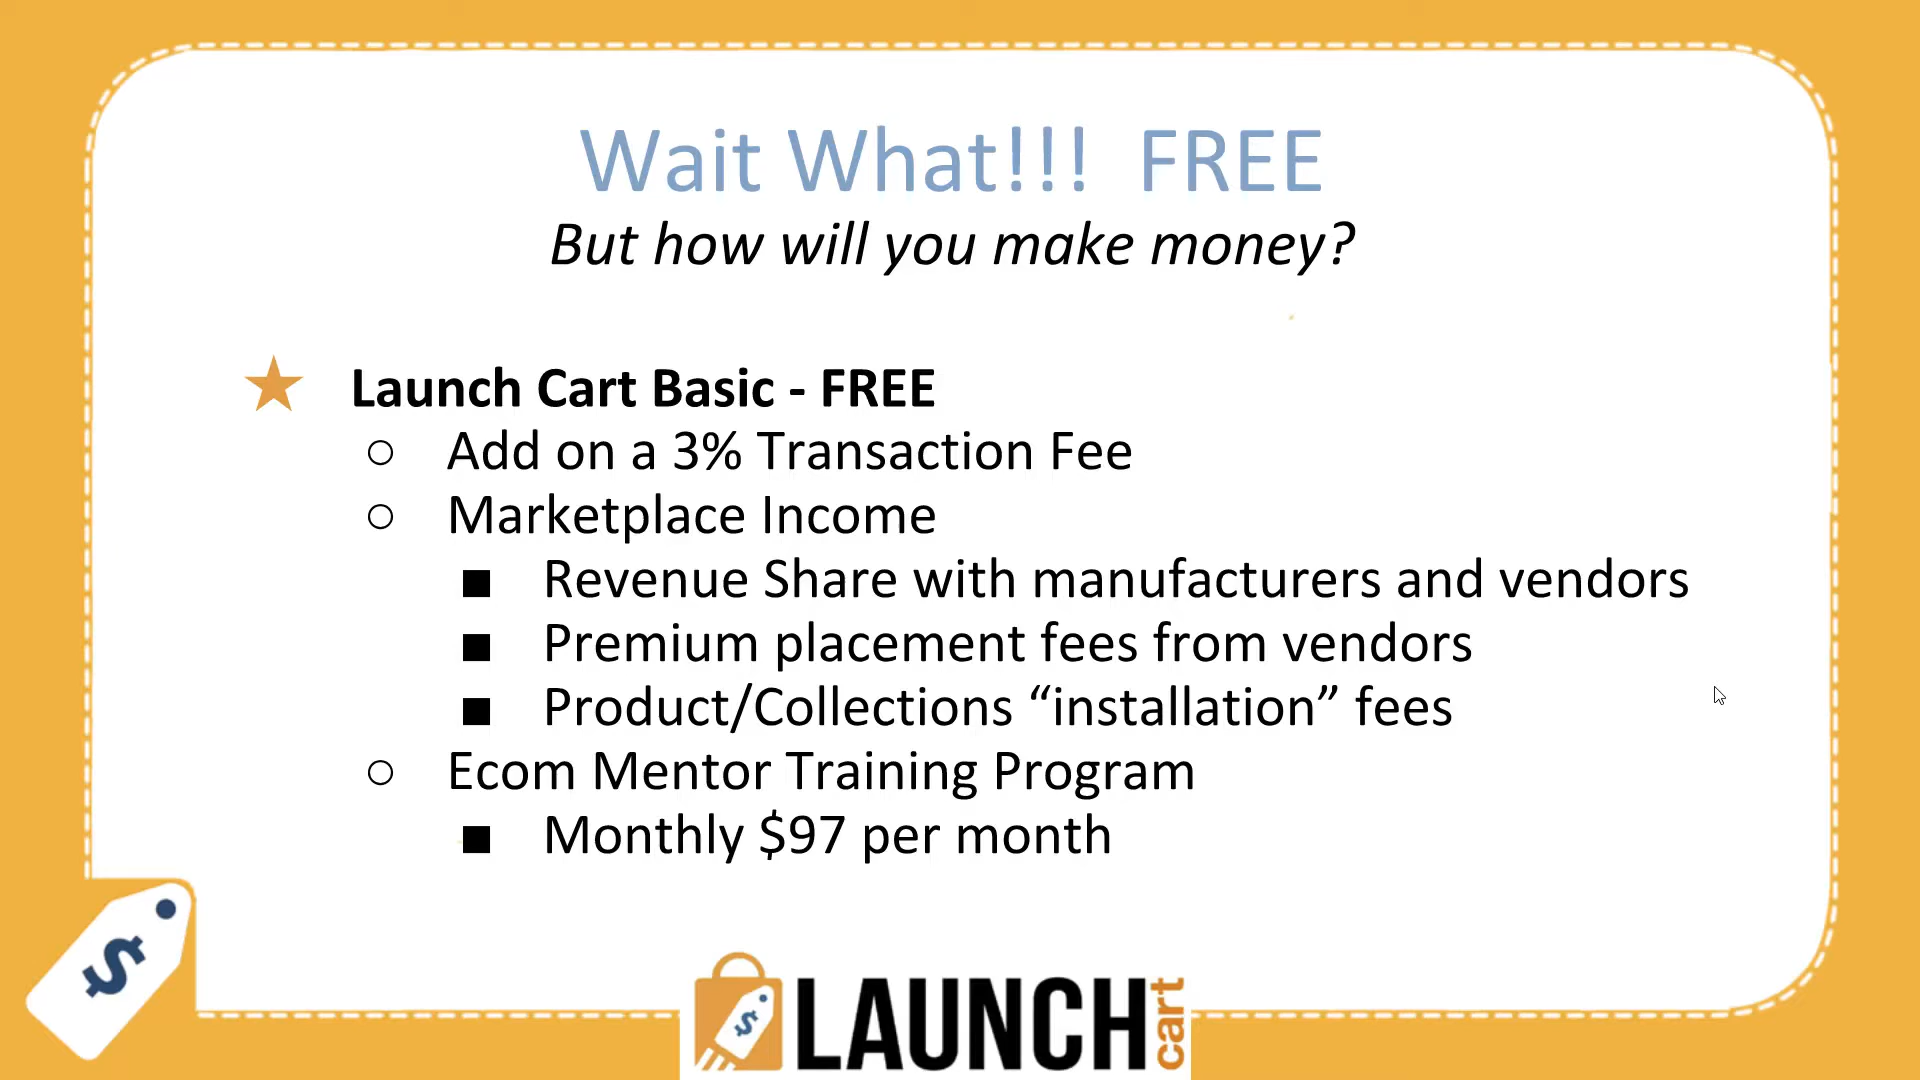 Wait What!!! FREE
But how will you make money?
★ Launch Cart Basic - FREE
○ Add on a 3% Transaction Fee
○ Marketplace Income
■ Revenue Share with manufacturers and vendors
■ Premium placement fees from vendors
■ Product/Collections “installation” fees
○ Ecom Mentor Training Program
■ Monthly $97 per month
$
$
LAUNCH
cart